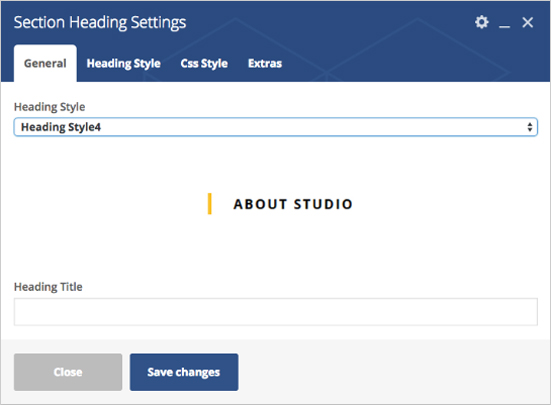 Section Heading Settings
General Heading Style Css Style Extras
Heading Style
Heading Style4
ABOUT STUDIO
Heading Title
Close Save changes